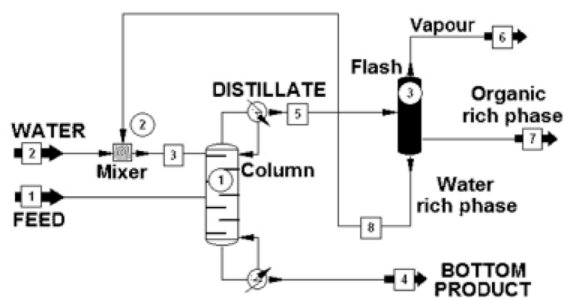 Vapour
6
Flash
3
DISTILLATE
5
Organic
rich phase
7
WATER
2
2
Mixer
3
Column
1
1
FEED
Water
rich phase
8
4
BOTTOM
PRODUCT